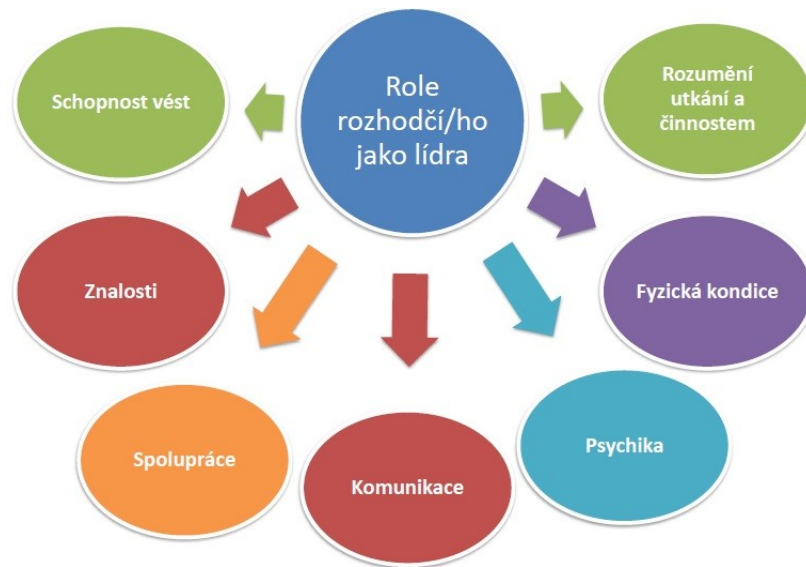 Role
rozhodčí/ho
jako lídra
Schopnost vést
Rozumění
utkání a
činnostem
Znalosti
Fyzická kondice
Spolupráce
Komunikace
Psychika